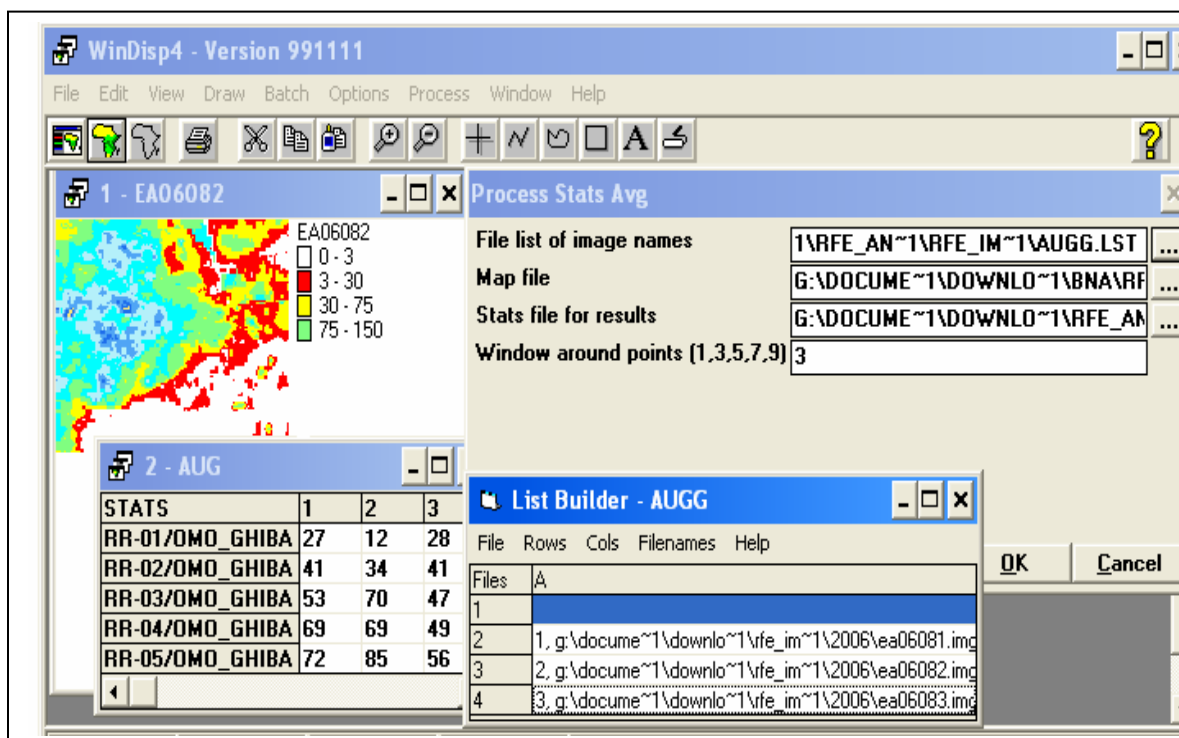 WinDisp4 - Version 991111
File Edit View Draw Batch Options Process Window Help
A ?
1 - EA06082
EA06082
0 - 3
3 - 30
30 - 75
75 - 150
Process Stats Avg
File list of image names 1\RFE_AN~1\RFE_IM~1\AUGG.LST ...
Map file G:\DOCUME~1\DOWNLO~1\BNA\RF ...
Stats file for results G:\DOCUME~1\DOWNLO~1\RFE_AN ...
Window around points (1,3,5,7,9) 3
OK Cancel
2 - AUG
STATS 1 2 3
RR-01/OMO_GHIBA 27 12 28
RR-02/OMO_GHIBA 41 34 41
RR-03/OMO_GHIBA 53 70 47
RR-04/OMO_GHIBA 69 69 49
RR-05/OMO_GHIBA 72 85 56
List Builder - AUGG
File Rows Cols Filenames Help
Files A
1
2 1, g:\docume~1\downlo~1\rfe_im~1\2006\ea06081.img
3 2, g:\docume~1\downlo~1\rfe_im~1\2006\ea06082.img
4 3, g:\docume~1\downlo~1\rfe_im~1\2006\ea06083.img